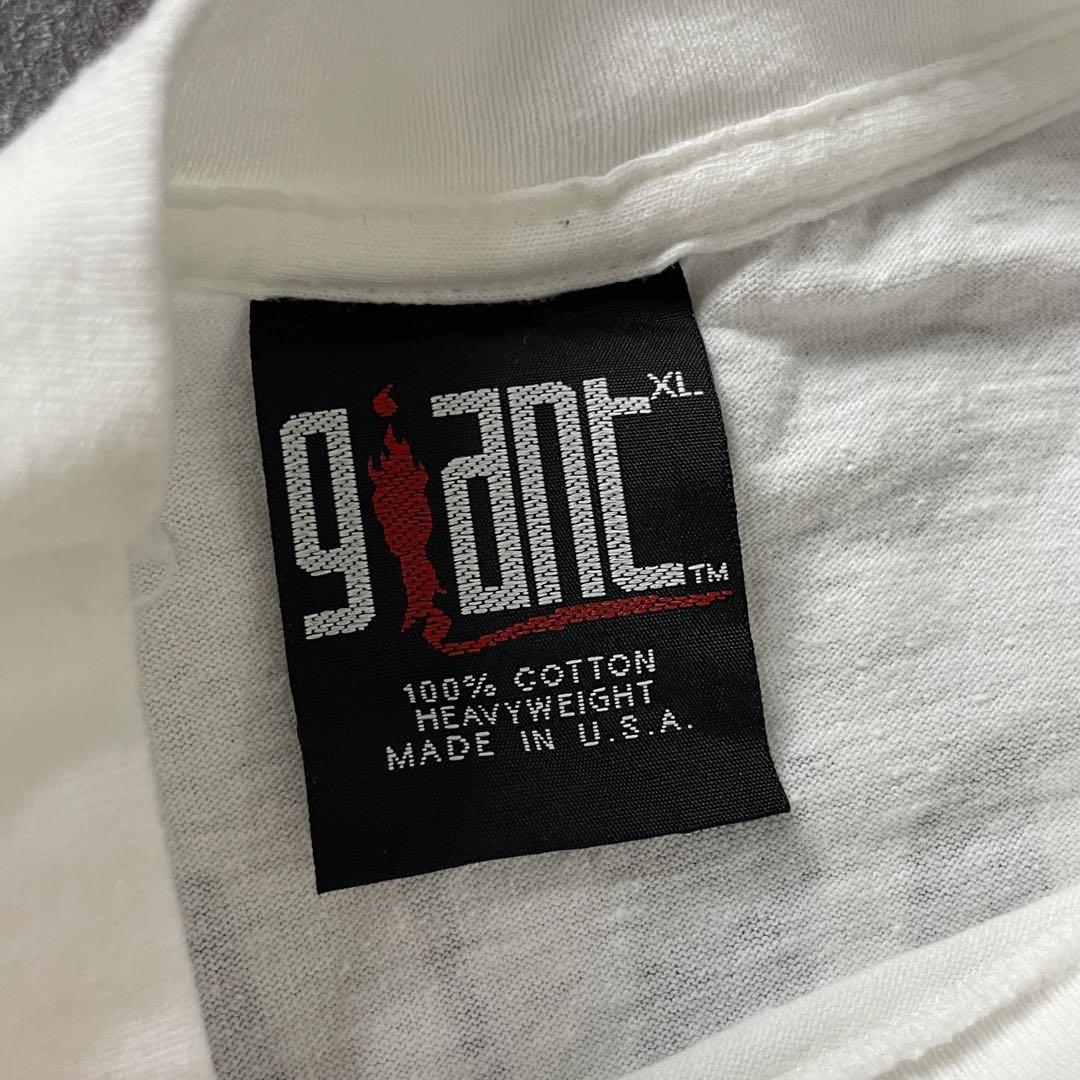 giant XL
TM
100% COTTON
HEAVYWEIGHT
MADE IN U.S.A.